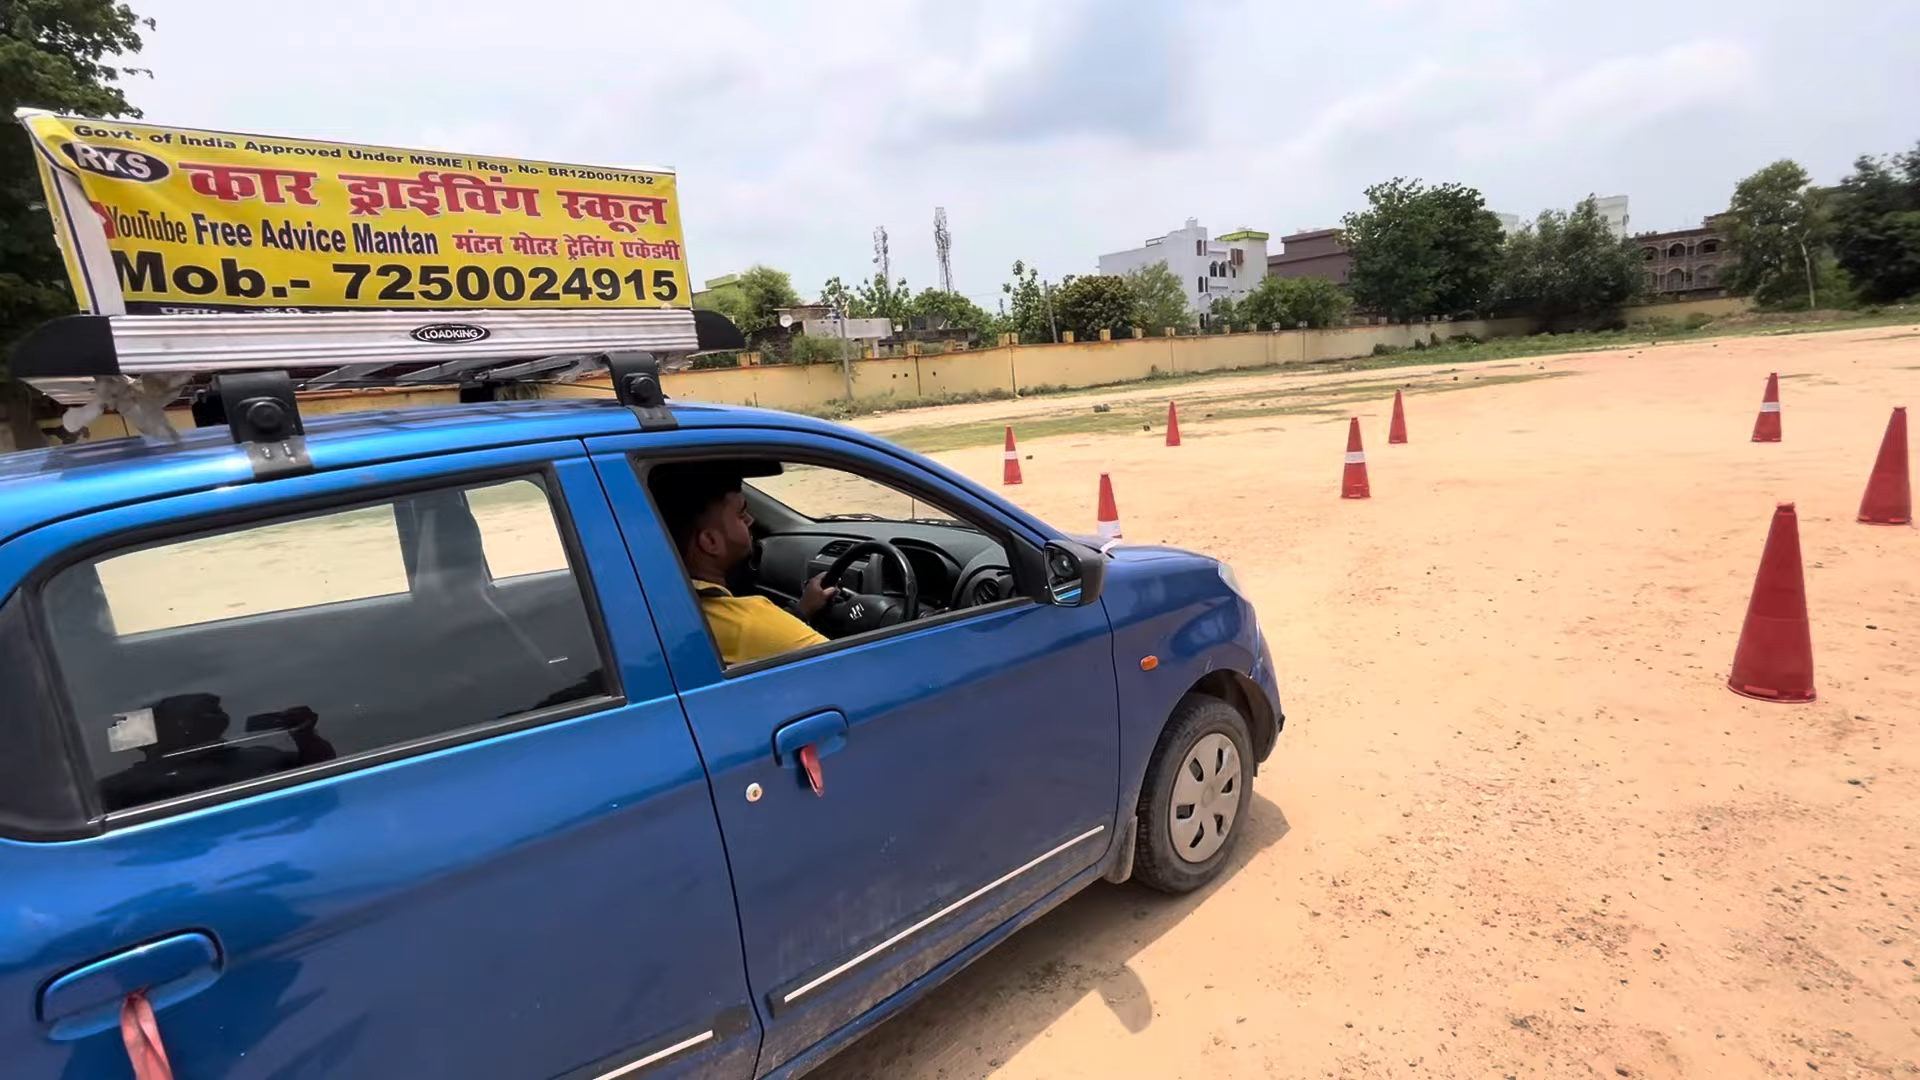 Govt. of India Approved Under MSME | Reg. No- BR12D0017132
RKS
कार ड्राईविंग स्कूल
YouTube Free Advice Mantan मंटन मोटर ट्रेनिंग एकेडमी
Mob.- 7250024915
LOADKING